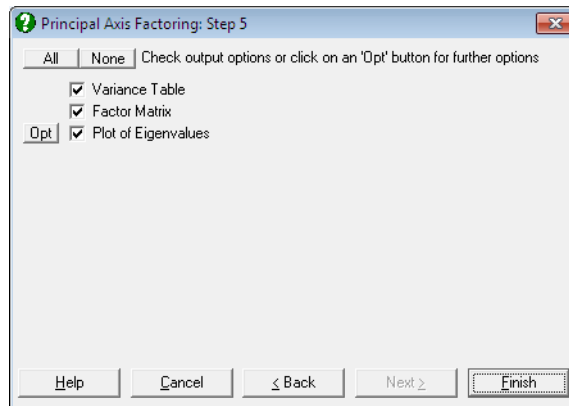 Principal Axis Factoring: Step 5
All None Check output options or click on an 'Opt' button for further options
Variance Table
Factor Matrix
Opt Plot of Eigenvalues
Help Cancel < Back Next > Finish